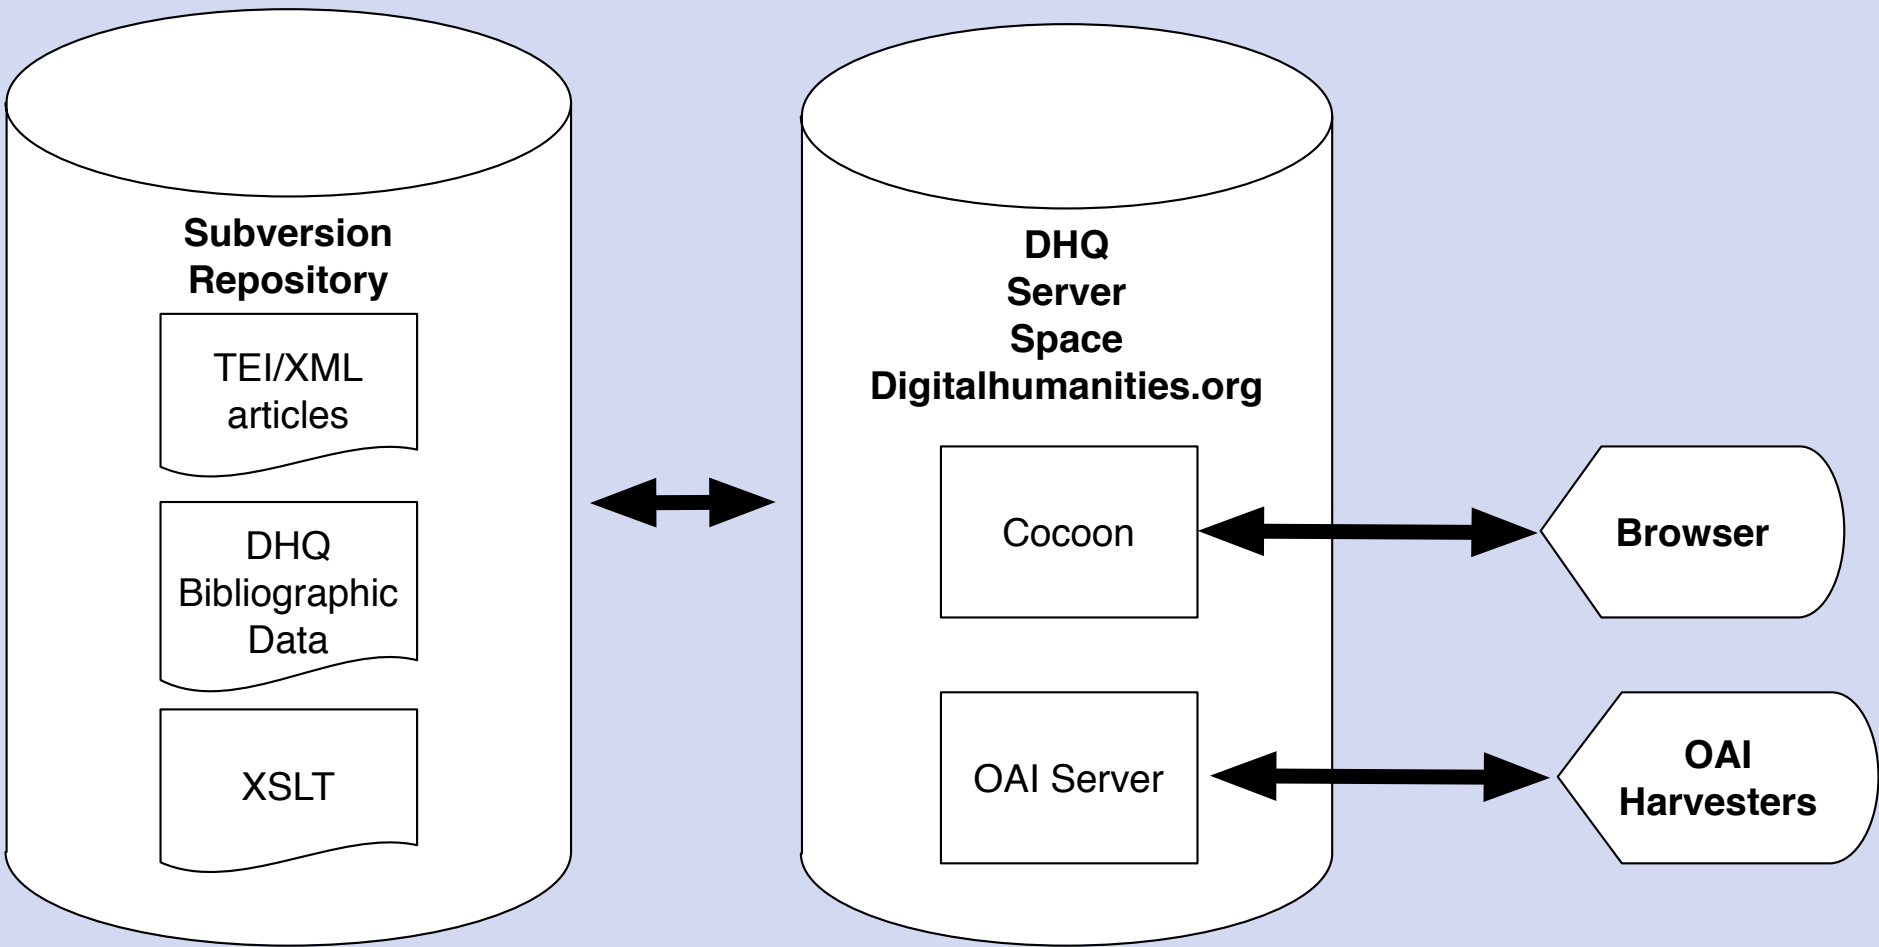 Subversion
Repository
TEI/XML
articles
DHQ
Bibliographic
Data
XSLT
DHQ
Server
Space
Digitalhumanities.org
Cocoon
OAI Server
Browser
OAI
Harvesters